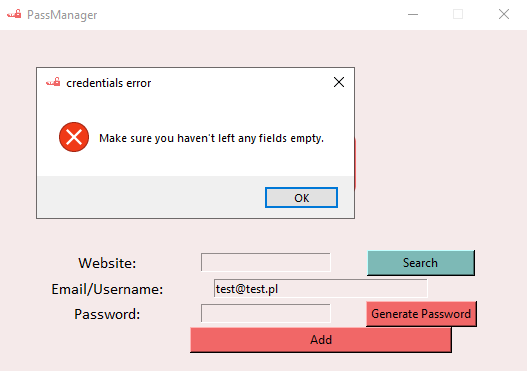 PassManager
credentials error
Make sure you haven't left any fields empty.
OK
Website:
Search
Email/Username:
test@test.pl
Password:
Generate Password
Add